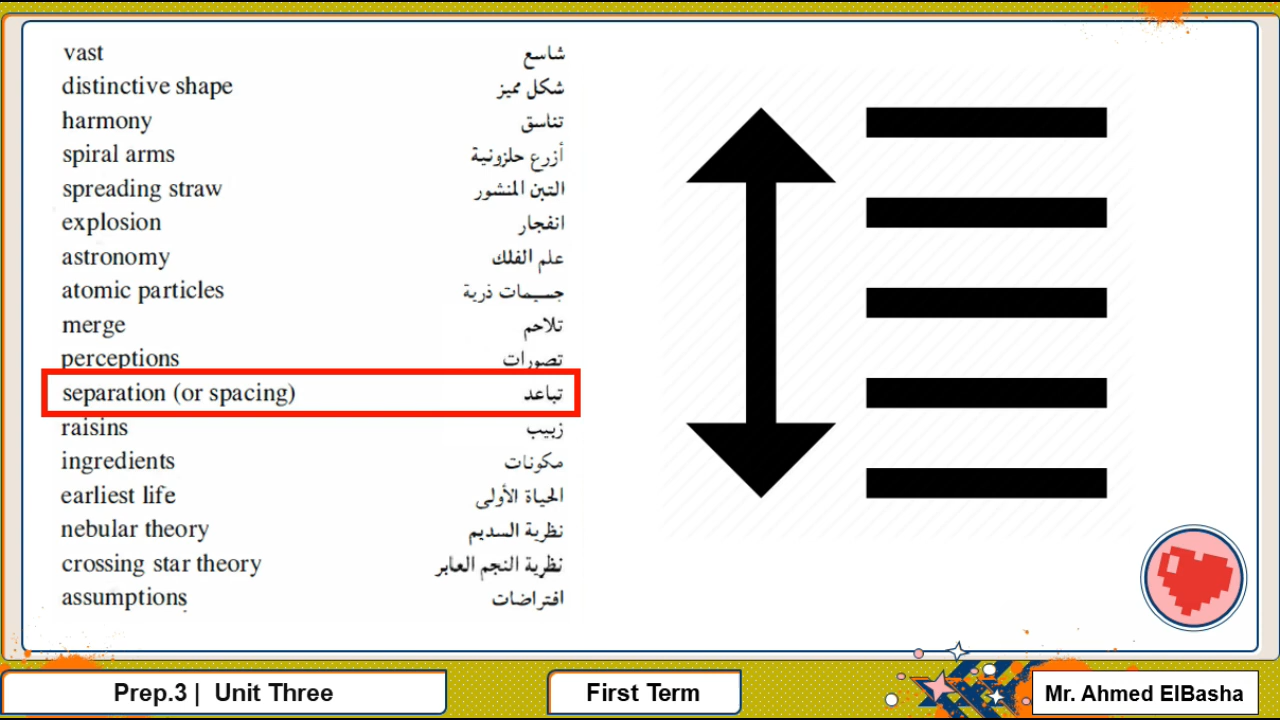 vast شاسع
distinctive shape شكل مميز
harmony تناسق
spiral arms أزرع حلزونية
spreading straw التبن المنشور
explosion انفجار
astronomy علم الفلك
atomic particles جسيمات ذرية
merge تلاحم
perceptions تصورات
separation (or spacing) تباعد
raisins زبيب
ingredients مكونات
earliest life الحياة الأولى
nebular theory نظرية السديم
crossing star theory نظرية النجم العابر
assumptions افتراضات
Prep.3 | Unit Three
First Term
Mr. Ahmed ElBasha